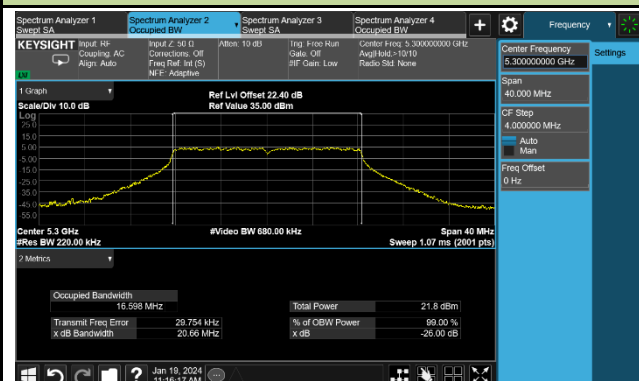 Spectrum Analyzer 1
Swept SA
Spectrum Analyzer 2
Occupied BW
Spectrum Analyzer 3
Swept SA
Spectrum Analyzer 4
Occupied BW
+
Frequency
KEYSIGHT
Input: RF
Coupling: AC
Align: Auto
Input Z: 50 Ω
Corrections: Off
Freq Ref: Int (S)
NFE: Adaptive
Atten: 10 dB
Trig: Free Run
Gate: Off
#IF Gain: Low
Center Freq: 5.300000000 GHz
Avg|Hold:>10/10
Radio Std: None
Center Frequency
5.300000000 GHz
Settings
Span
40.000 MHz
CF Step
4.000000 MHz
Auto
Man
Freq Offset
0 Hz
1 Graph
Scale/Div 10.0 dB
Ref Lvl Offset 22.40 dB
Ref Value 35.00 dBm
Log
25.0
15.0
5.00
-5.00
-15.0
-25.0
-35.0
-45.0
-55.0
Center 5.3 GHz
#Res BW 220.00 kHz
#Video BW 680.00 kHz
Span 40 MHz
Sweep 1.07 ms (2001 pts)
2 Metrics
Occupied Bandwidth
16.598 MHz
Total Power 21.8 dBm
Transmit Freq Error 29.754 kHz
% of OBW Power 99.00 %
x dB Bandwidth 20.66 MHz
x dB -26.00 dB
?
Jan 19, 2024
11:16:17 AM